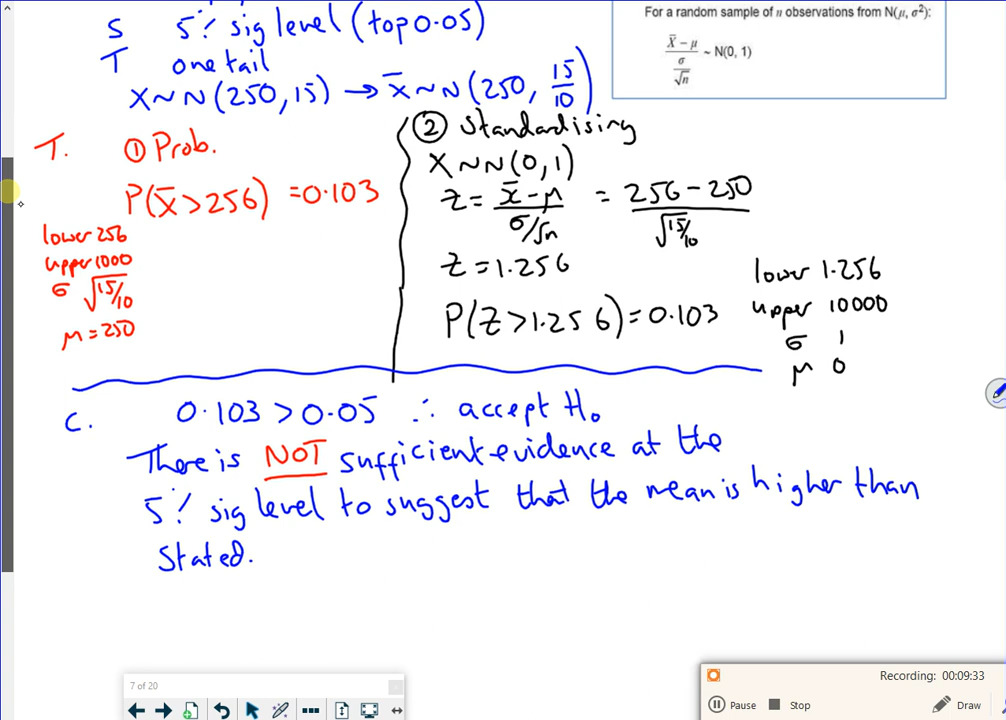 For a random sample of n observations from N(μ, σ²):
X̄ − μ
σ
√n
~ N(0, 1)
S 5% sig level (top 0.05)
T one tail
X ~ N(250, 15) → X̄ ~ N(250, 15/10)
T. ① Prob.
P(x̄ > 256) = 0.103
lower 256
upper 1000
σ √15/10
μ = 250
② Standardising
X ~ N(0, 1)
z = x̄ − μ / σ/√n = 256 − 250 / √15/10
z = 1.256
P(Z > 1.256) = 0.103
lower 1.256
upper 10000
σ 1
μ 0
C. 0.103 > 0.05 ∴ accept H₀
There is NOT sufficient evidence at the
5% sig level to suggest that the mean is higher than
stated.
7 of 20
Recording: 00:09:33
Pause Stop Draw